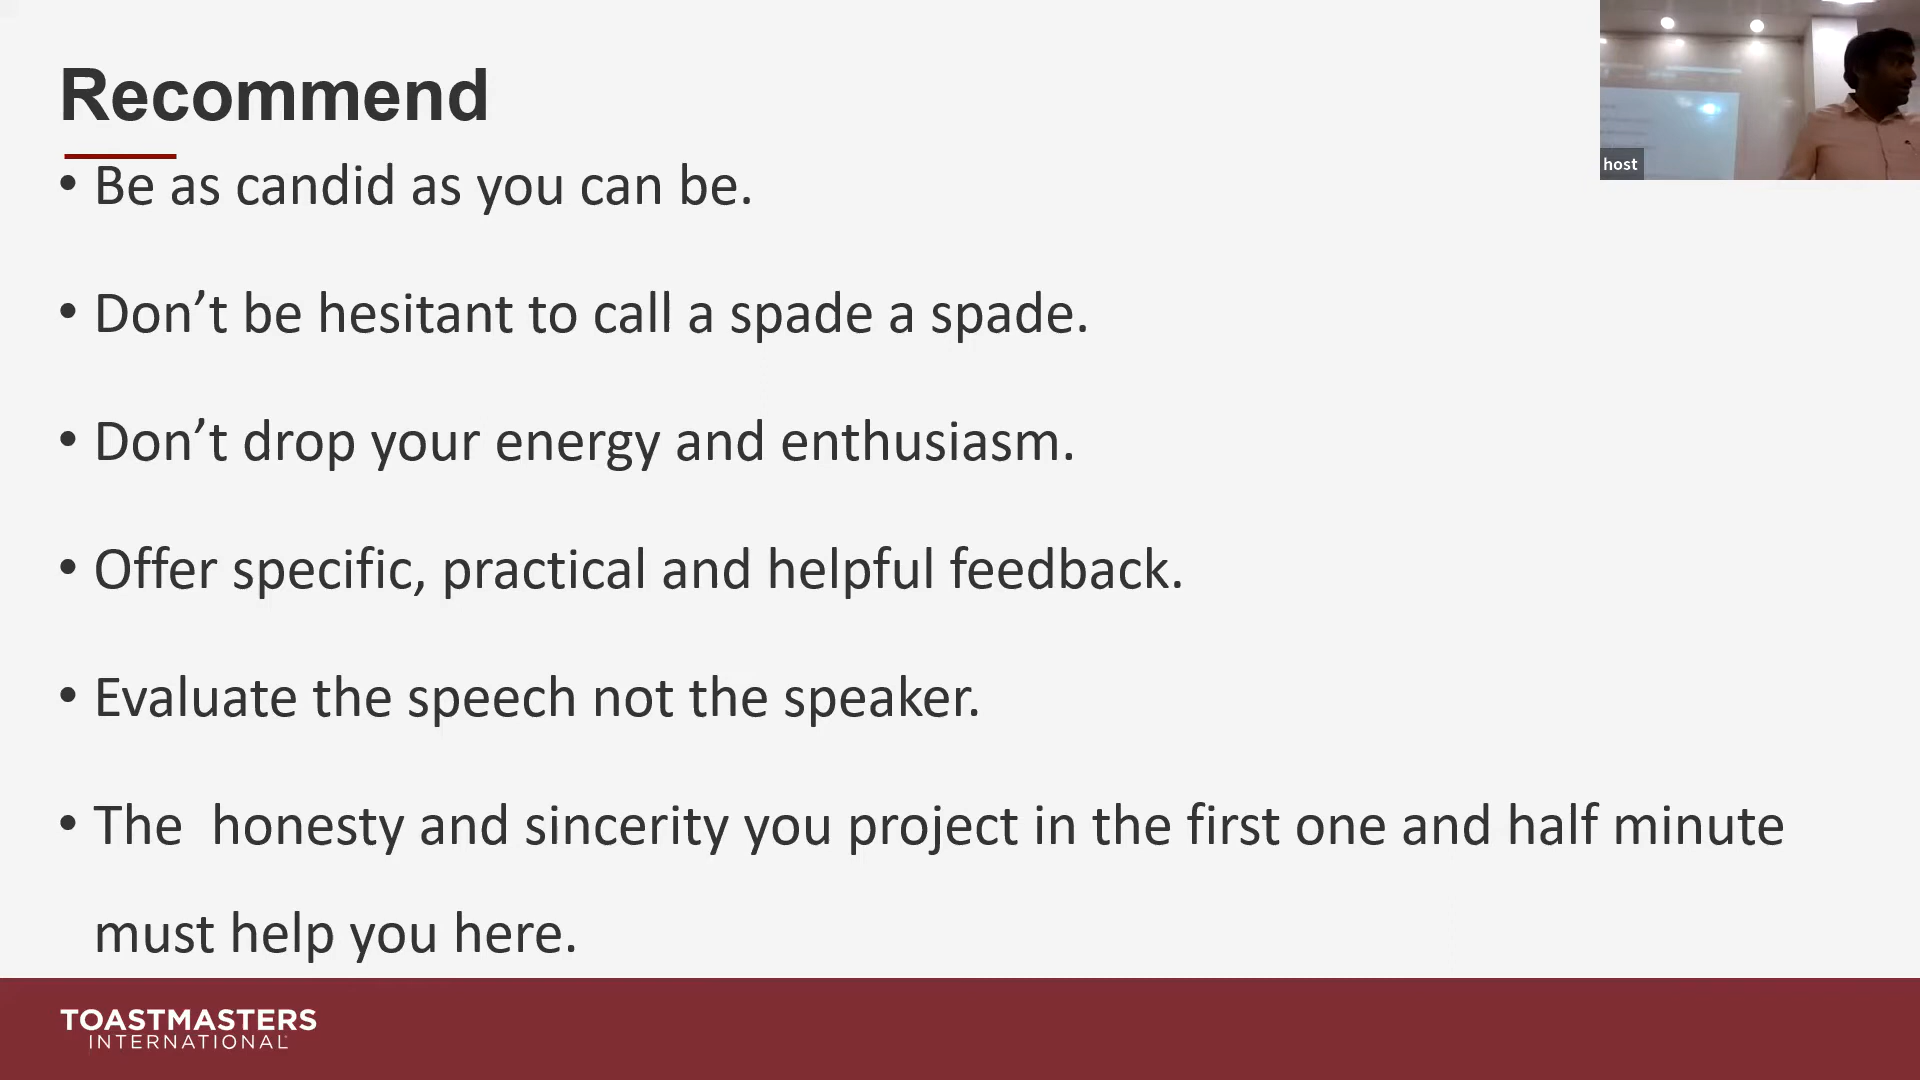 Recommend
• Be as candid as you can be.
• Don’t be hesitant to call a spade a spade.
• Don’t drop your energy and enthusiasm.
• Offer specific, practical and helpful feedback.
• Evaluate the speech not the speaker.
• The  honesty and sincerity you project in the first one and half minute
must help you here.
host
TOASTMASTERS
INTERNATIONAL